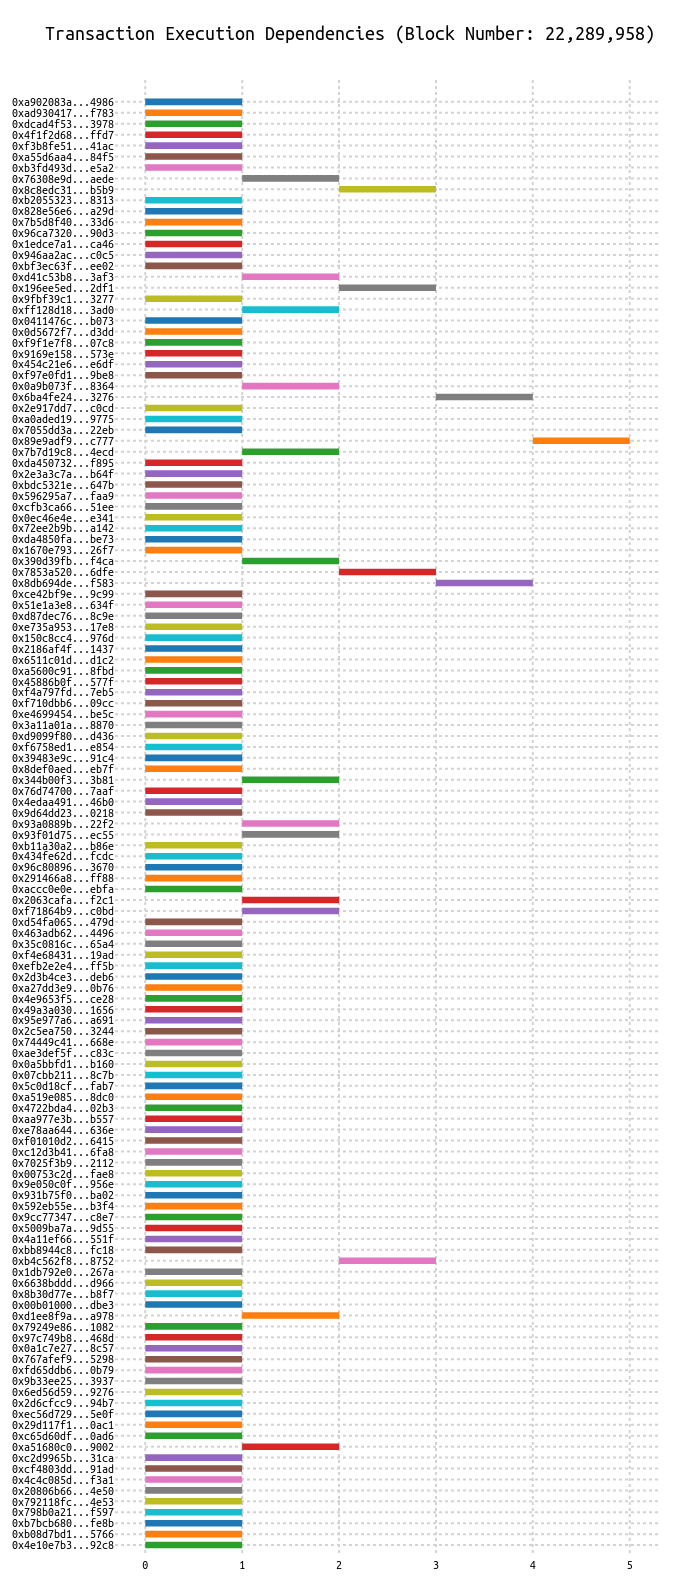 Transaction Execution Dependencies (Block Number: 22,289,958)
0xa902083a...4986
0xad930417...f783
0xdcad4f53...3978
0x4f1f2d68...ffd7
0xf3b8fe51...41ac
0xa55d6aa4...84f5
0xb3fd493d...e5a2
0x76308e9d...aede
0x8c8edc31...b5b9
0xb2055323...8313
0x828e56e6...a29d
0x7b5d8f40...33d6
0x96ca7320...90d3
0x1edce7a1...ca46
0x946aa2ac...c0c5
0xbf3ec63f...ee02
0xd41c53b8...3af3
0x196ee5ed...2df1
0x9fbf39c1...3277
0xff128d18...3ad0
0x0411476c...b073
0x0d5672f7...d3dd
0xf9f1e7f8...07c8
0x9169e158...573e
0x454c21e6...e6df
0xf97e0fd1...9be8
0x0a9b073f...8364
0x6ba4fe24...3276
0x2e917dd7...c0cd
0xa0aded19...9775
0x7055dd3a...22eb
0x89e9adf9...c777
0x7b7d19c8...4ecd
0xda450732...f895
0x2e3a3c7a...b64f
0xbdc5321e...647b
0x596295a7...faa9
0xcfb3ca66...51ee
0x0ec46e4e...e341
0x72ee2b9b...a142
0xda4850fa...be73
0x1670e793...26f7
0x390d39fb...f4ca
0x7853a520...6dfe
0x8db694de...f583
0xce42bf9e...9c99
0x51e1a3e8...634f
0xd87dec76...8c9e
0xe735a953...17e8
0x150c8cc4...976d
0x2186af4f...1437
0x6511c01d...d1c2
0xa5600c91...8fbd
0x45886b0f...577f
0xf4a797fd...7eb5
0xf710dbb6...09cc
0xe4699454...be5c
0x3a11a01a...8870
0xd9099f80...d436
0xf6758ed1...e854
0x39483e9c...91c4
0x8def0aed...eb7f
0x344b00f3...3b81
0x76d74700...7aaf
0x4edaa491...46b0
0x9d64dd23...0218
0x93a0889b...22f2
0x93f01d75...ec55
0xb11a30a2...b86e
0x434fe62d...fcdc
0x96c80896...3670
0x291466a8...ff88
0xaccc0e0e...ebfa
0x2063cafa...f2c1
0xf71864b9...c0bd
0xd54fa065...479d
0x463adb62...4496
0x35c0816c...65a4
0xf4e68431...19ad
0xefb2e2e4...ff5b
0x2d3b4ce3...deb6
0xa27dd3e9...0b76
0x4e9653f5...ce28
0x49a3a030...1656
0x95e977a6...a691
0x2c5ea750...3244
0x74449c41...668e
0xae3def5f...c83c
0x0a5bbfd1...b160
0x07cbb211...8c7b
0x5c0d18cf...fab7
0xa519e085...8dc0
0x4722bda4...02b3
0xaa977e3b...b557
0xe78aa644...636e
0xf01010d2...6415
0xc12d3b41...6fa8
0x7025f3b9...2112
0x00753c2d...fae8
0x9e050c0f...956e
0x931b75f0...ba02
0x592eb55e...b3f4
0x9cc77347...c8e7
0x5009ba7a...9d55
0x4a11ef66...551f
0xbb8944c8...fc18
0xb4c562f8...8752
0x1db792e0...267a
0x6638bddd...d966
0x8b30d77e...b8f7
0x00b01000...dbe3
0xd1ee8f9a...a978
0x79249e86...1082
0x97c749b8...468d
0x0a1c7e27...8c57
0x767afef9...5298
0xfd65ddb6...0b79
0x9b33ee25...3937
0x6ed56d59...9276
0x2d6cfcc9...94b7
0xec56d729...5e0f
0x29d117f1...0ac1
0xc65d60df...0ad6
0xa51680c0...9002
0xc2d9965b...31ca
0xcf4803dd...91ad
0x4c4c085d...f3a1
0x20806b66...4e50
0x792118fc...4e53
0x798b0a21...f597
0xb7bcb680...fe8b
0xb08d7bd1...5766
0x4e10e7b3...92c8
0 1 2 3 4 5